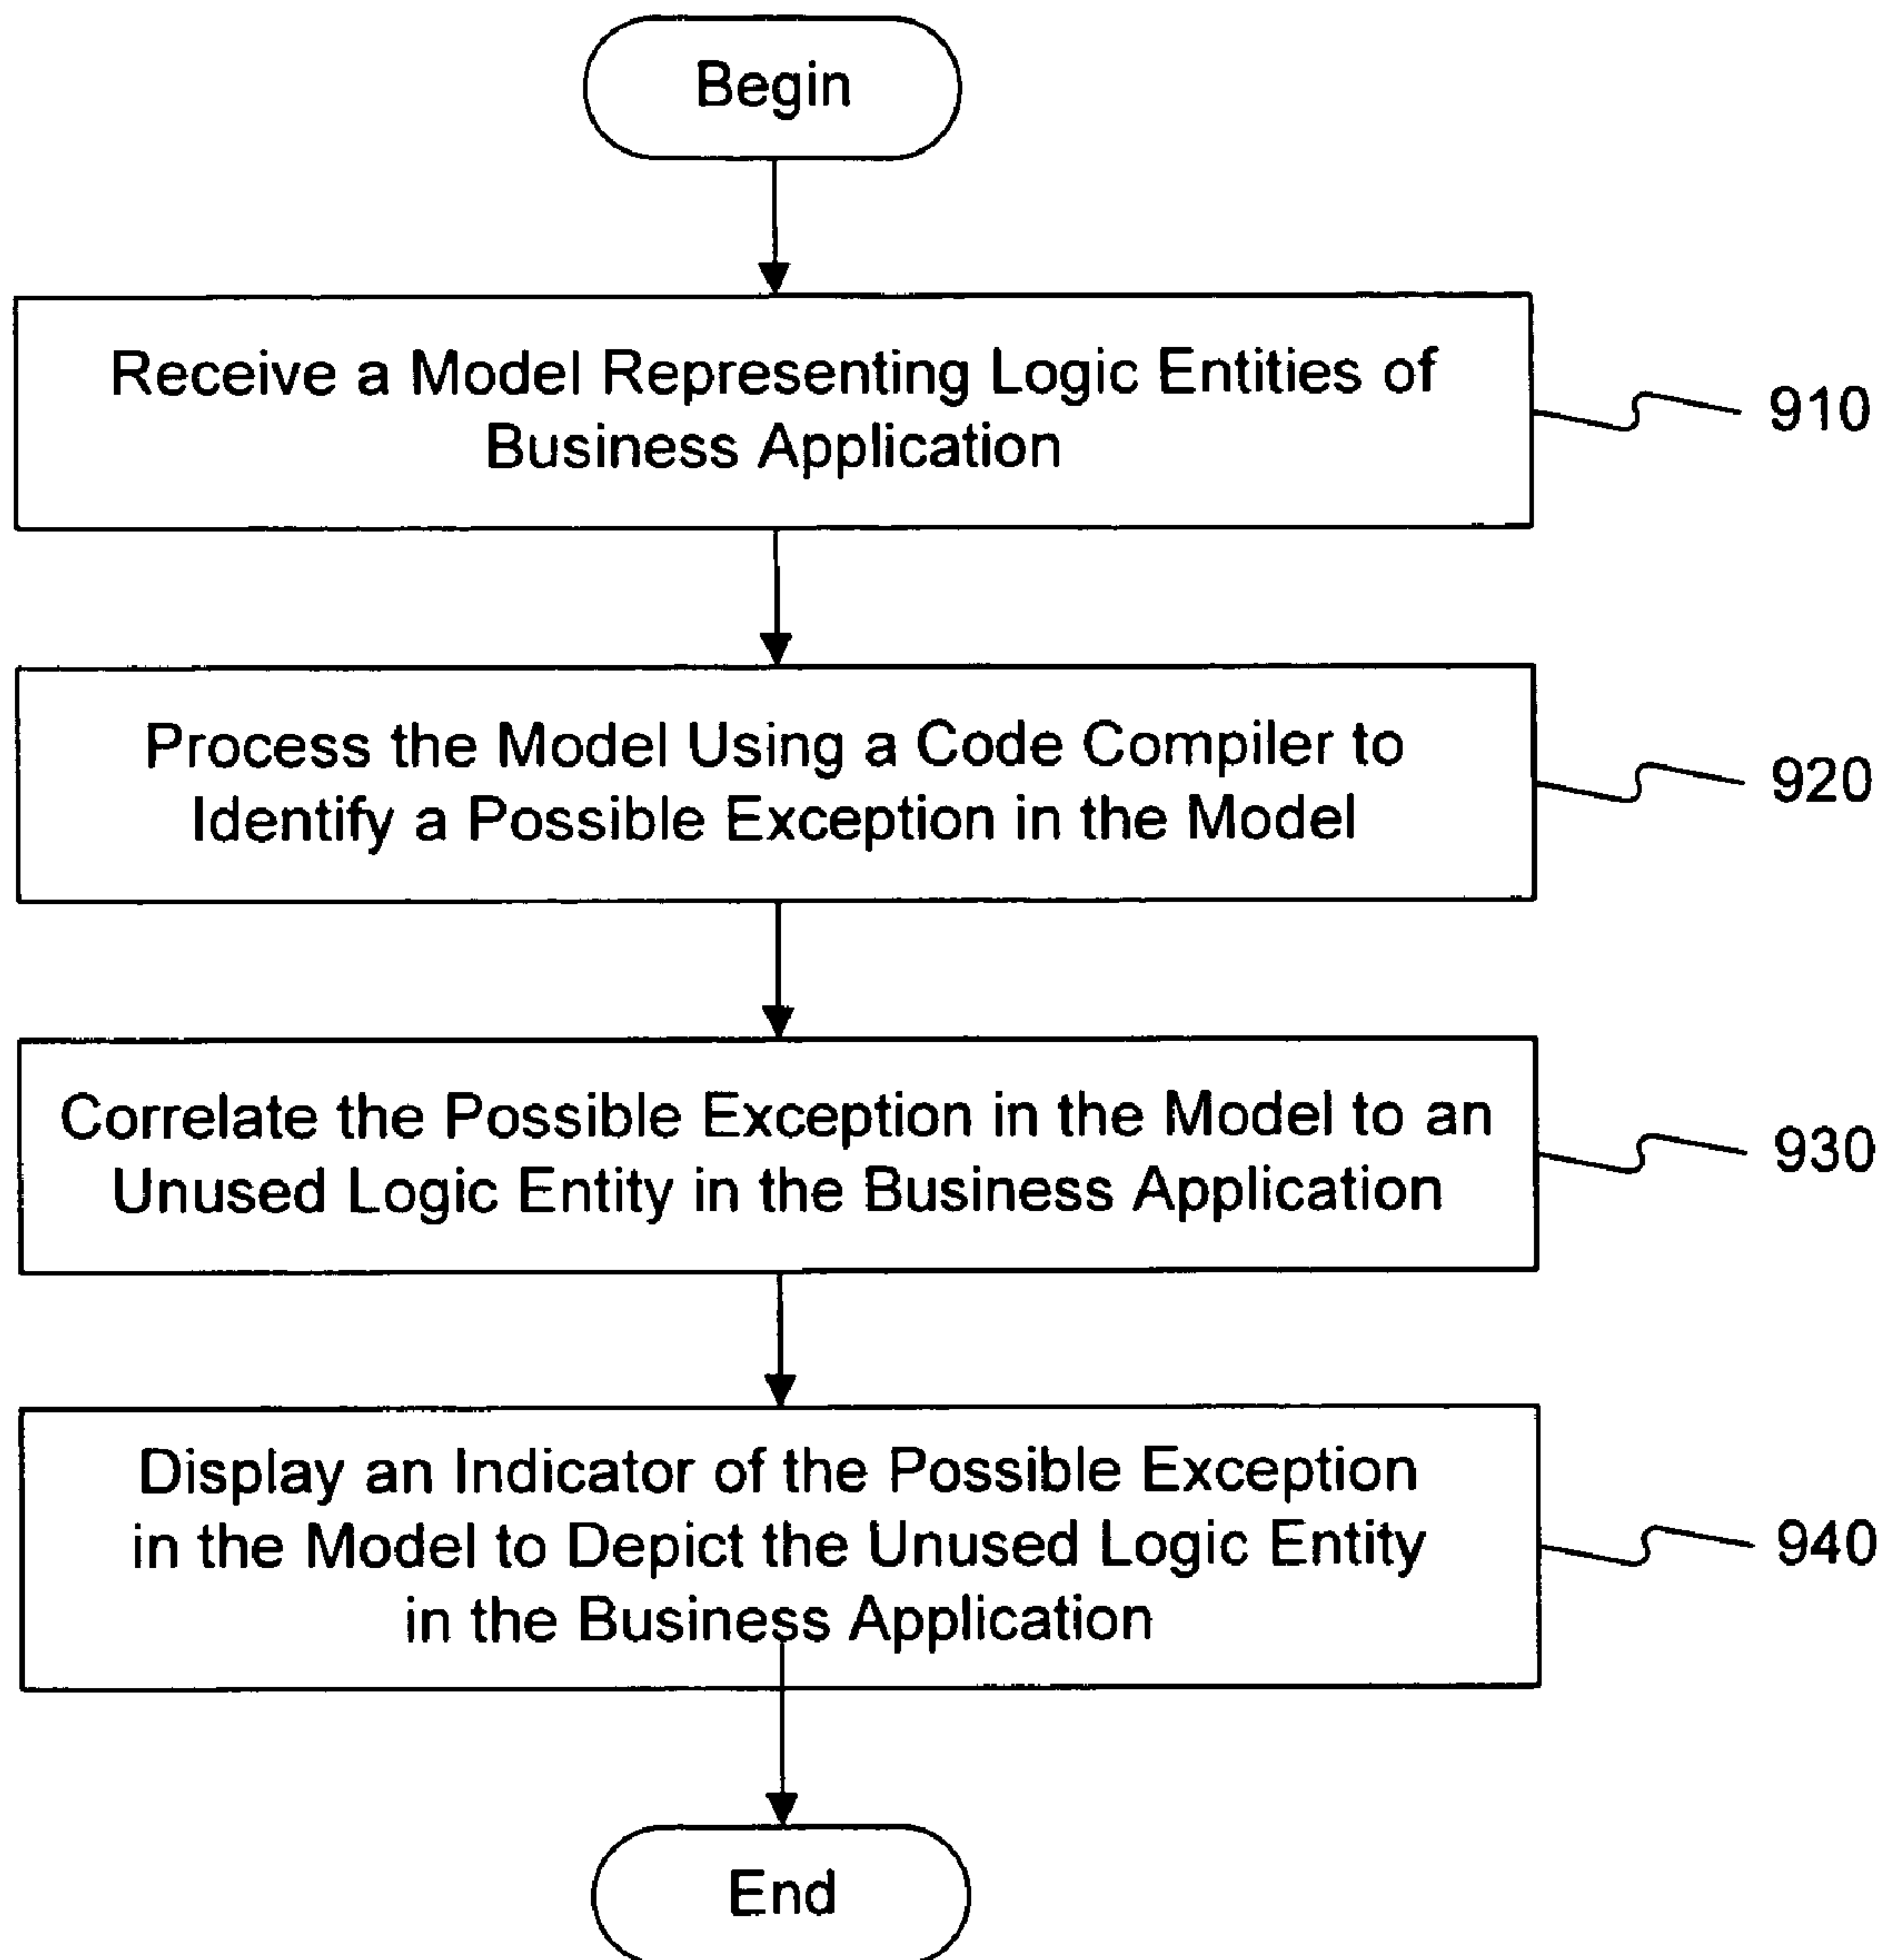 Begin
Receive a Model Representing Logic Entities of
Business Application
910
Process the Model Using a Code Compiler to
Identify a Possible Exception in the Model
920
Correlate the Possible Exception in the Model to an
Unused Logic Entity in the Business Application
930
Display an Indicator of the Possible Exception
in the Model to Depict the Unused Logic Entity
in the Business Application
940
End